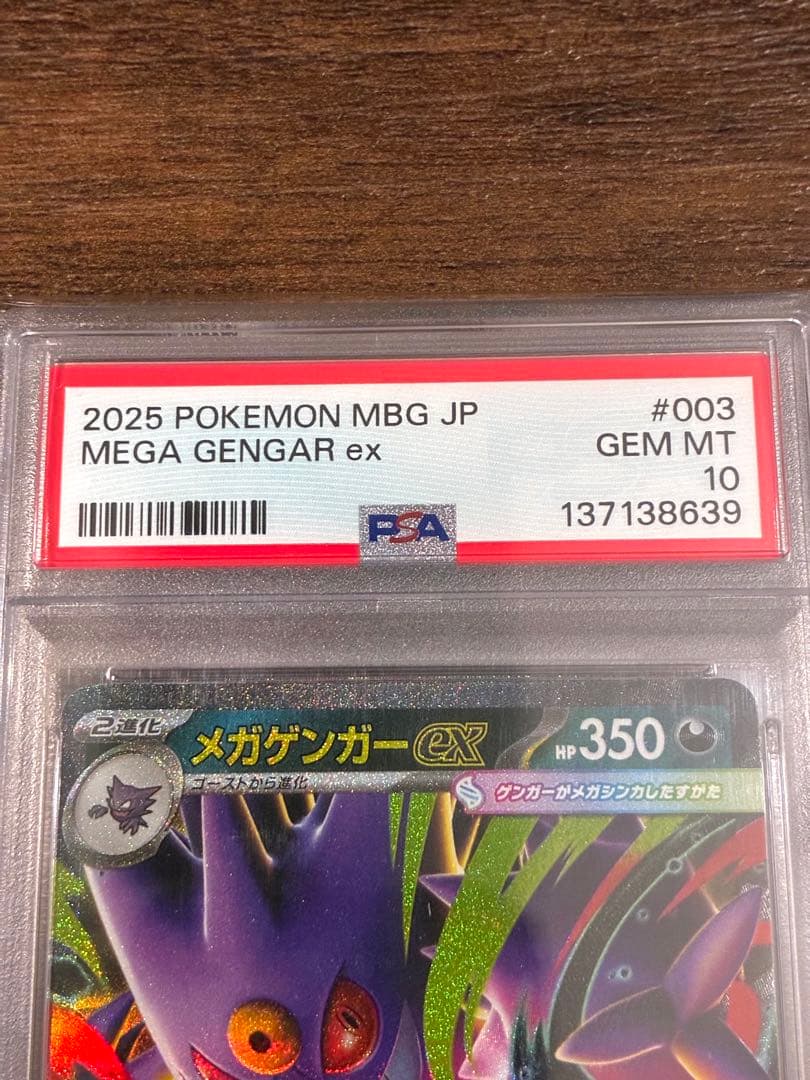 2025 POKEMON MBG JP #003
MEGA GENGAR ex GEM MT
10
PSA 137138639
2進化 メガゲンガーex HP350
ゴーストから進化
ゲンガーがメガシンカしたすがた